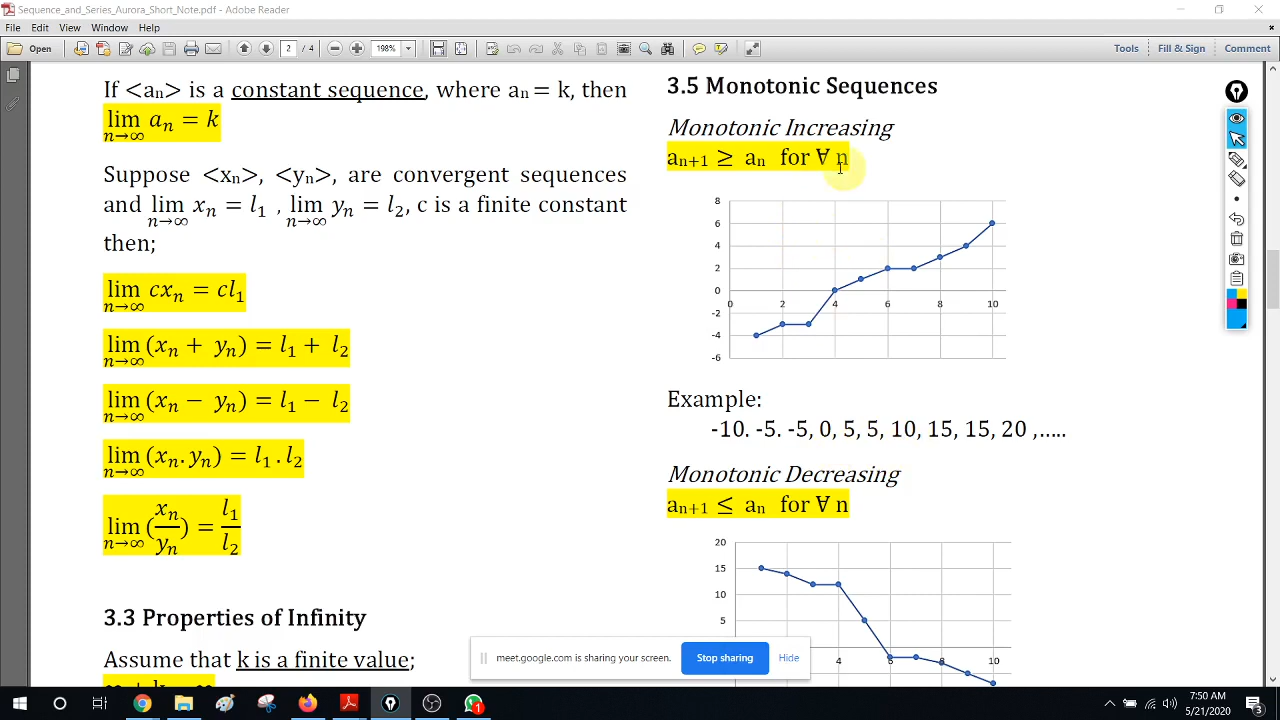 Sequence_and_Series_Aurora_Short_Note.pdf - Adobe Reader
File Edit View Window Help
Open 2 / 4 198% Tools Fill & Sign Comment
If <an> is a constant sequence, where an = k, then
lim n→∞ an = k
Suppose <xn>, <yn>, are convergent sequences
and lim n→∞ xn = l1 , lim n→∞ yn = l2, c is a finite constant
then;
lim n→∞ cxn = cl1
lim n→∞ (xn + yn) = l1 + l2
lim n→∞ (xn − yn) = l1 − l2
lim n→∞ (xn. yn) = l1 . l2
lim n→∞ (xn/yn) = l1/l2
3.3 Properties of Infinity
Assume that k is a finite value;
3.5 Monotonic Sequences
Monotonic Increasing
an+1 ≥ an for ∀ n
8
6
4
2
0
0 2 4 6 8 10
-2
-4
-6
Example:
-10. -5. -5, 0, 5, 5, 10, 15, 15, 20 ,.....
Monotonic Decreasing
an+1 ≤ an for ∀ n
20
15
10
5
4 6 8 10
meet.google.com is sharing your screen. Stop sharing Hide
1
7:50 AM
5/21/2020
3